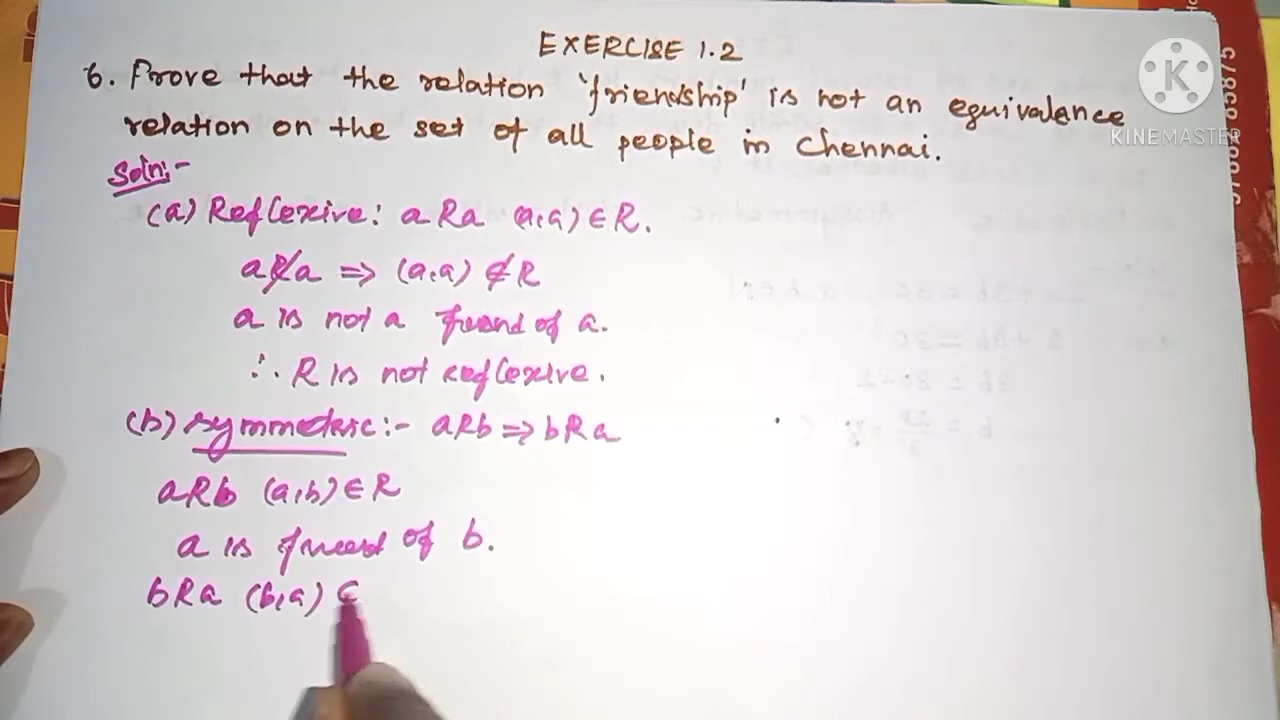 EXERCISE 1.2
6. Prove that the relation 'friendship' is not an equivalence
relation on the set of all people in Chennai.
Soln:-
(a) Reflexive: aRa (a,a) ∈ R.
aR̸a ⇒ (a,a) ∉ R
a is not a friend of a.
∴ R is not reflexive.
(b) Symmetric:- aRb ⇒ bRa
aRb (a,b) ∈ R
a is friend of b.
bRa (b,a) ∈
K
KINEMASTER